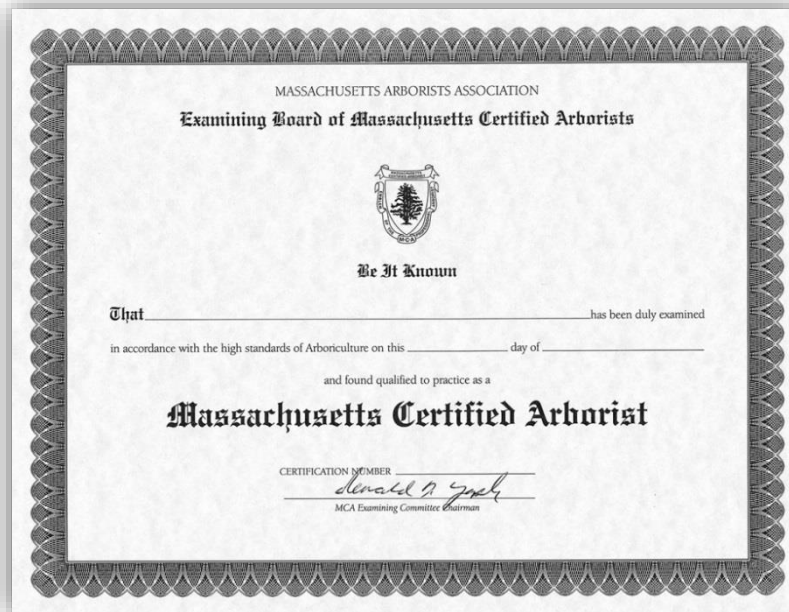 MASSACHUSETTS ARBORISTS ASSOCIATION
Examining Board of Massachusetts Certified Arborists
MCA
Be It Known
That has been duly examined
in accordance with the high standards of Arboriculture on this day of
and found qualified to practice as a
Massachusetts Certified Arborist
CERTIFICATION NUMBER
MCA Examining Committee Chairman